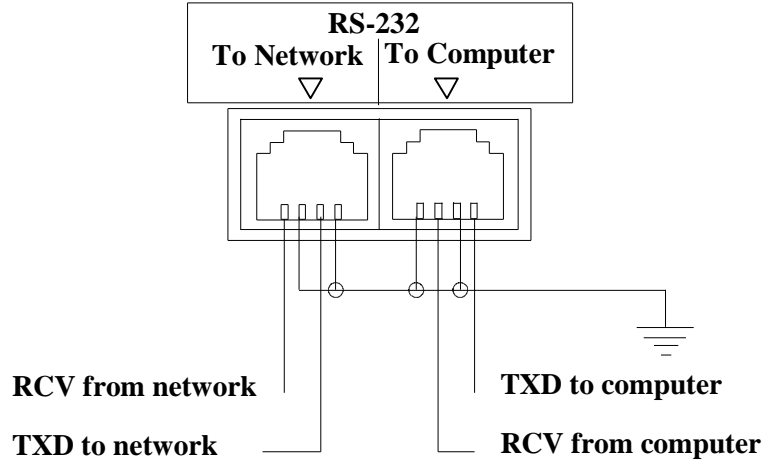 RS-232
To Network To Computer
RCV from network TXD to computer
TXD to network RCV from computer